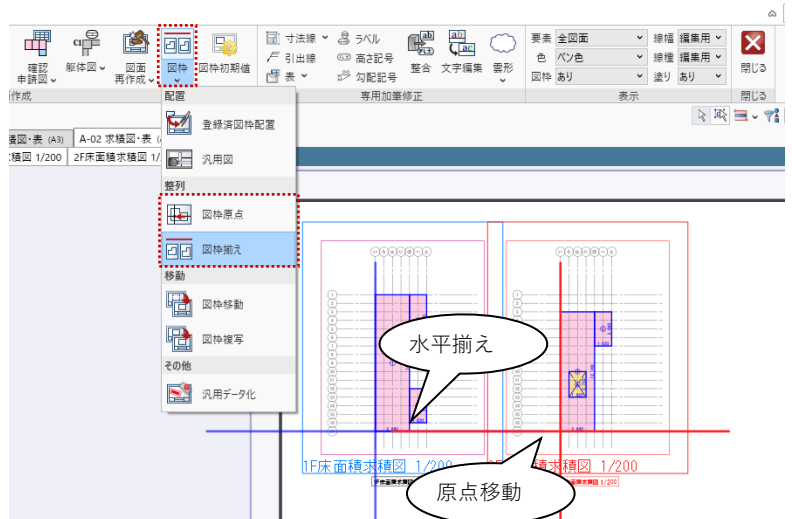 寸法線
ラベル
要素
全図面
線幅
編集用
引出線
高さ記号
色
ペン色
線種
編集用
確認
申請図
躯体図
図面
再作成
図枠
図枠初期値
表
勾配記号
整合
文字編集
雲形
図枠
あり
塗り
あり
閉じる
作成
専用加筆修正
表示
閉じる
配置
登録済図枠配置
汎用図
整列
図枠原点
図枠揃え
移動
図枠移動
図枠複写
その他
汎用データ化
積図・表 (A3)
A-02 求積図・表
積図 1/200
2F床面積求積図 1/
水平揃え
原点移動
1F床面積求積図 1/200
積求積図 1/200